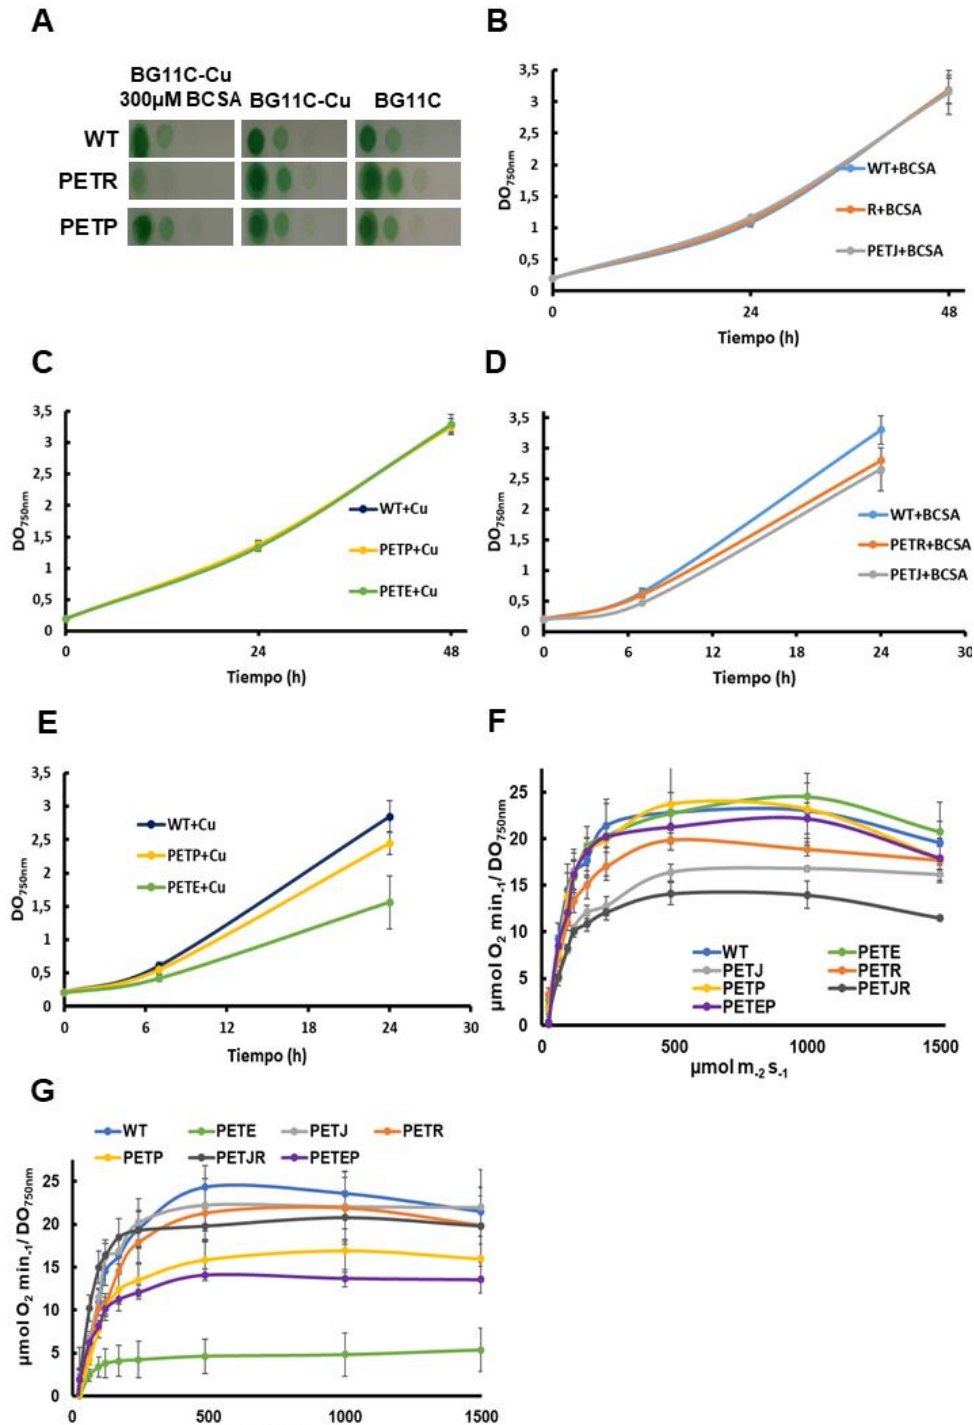 A
BG11C-Cu
300µM BCSA
BG11C-Cu
BG11C
WT
PETR
PETP
B
3,5
3
2,5
2
1,5
1
0,5
0
DO750nm
WT+BCSA
R+BCSA
PETJ+BCSA
0
24
48
Tiempo (h)
C
3,5
3
2,5
2
1,5
1
0,5
0
DO750nm
WT+Cu
PETP+Cu
PETE+Cu
0
24
48
Tiempo (h)
D
3,5
3
2,5
2
1,5
1
0,5
0
DO750nm
WT+BCSA
PETR+BCSA
PETJ+BCSA
0
6
12
18
24
30
Tiempo (h)
E
3,5
3
2,5
2
1,5
1
0,5
0
DO750nm
WT+Cu
PETP+Cu
PETE+Cu
0
6
12
18
24
30
Tiempo (h)
F
25
20
15
10
5
0
µmol O2 min-1/ DO750nm
WT
PETE
PETJ
PETR
PETP
PETJR
PETEP
0
500
1000
1500
µmol m-2 s-1
G
WT
PETE
PETJ
PETR
PETP
PETJR
PETEP
25
20
15
10
5
0
µmol O2 min-1/ DO750nm
0
500
1000
1500